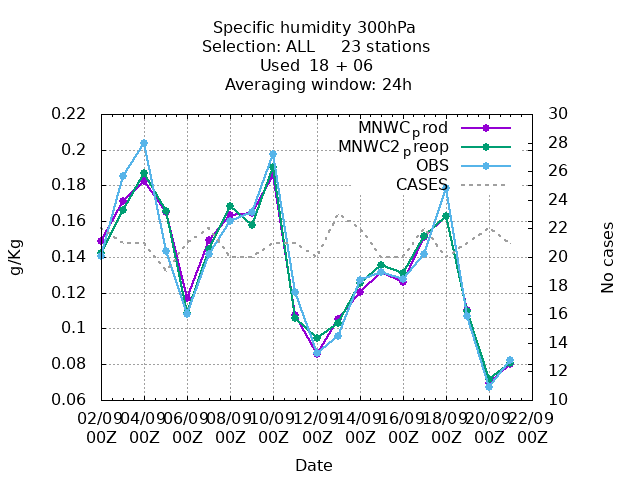 Specific humidity 300hPa
Selection: ALL 23 stations
Used 18 + 06
Averaging window: 24h
0.22
0.2
0.18
0.16
0.14
0.12
0.1
0.08
0.06
g/Kg
MNWCprod
MNWC2preop
OBS
CASES
30
28
26
24
22
20
18
16
14
12
10
No cases
02/09 04/09 06/09 08/09 10/09 12/09 14/09 16/09 18/09 20/09 22/09
00Z 00Z 00Z 00Z 00Z 00Z 00Z 00Z 00Z 00Z 00Z
Date